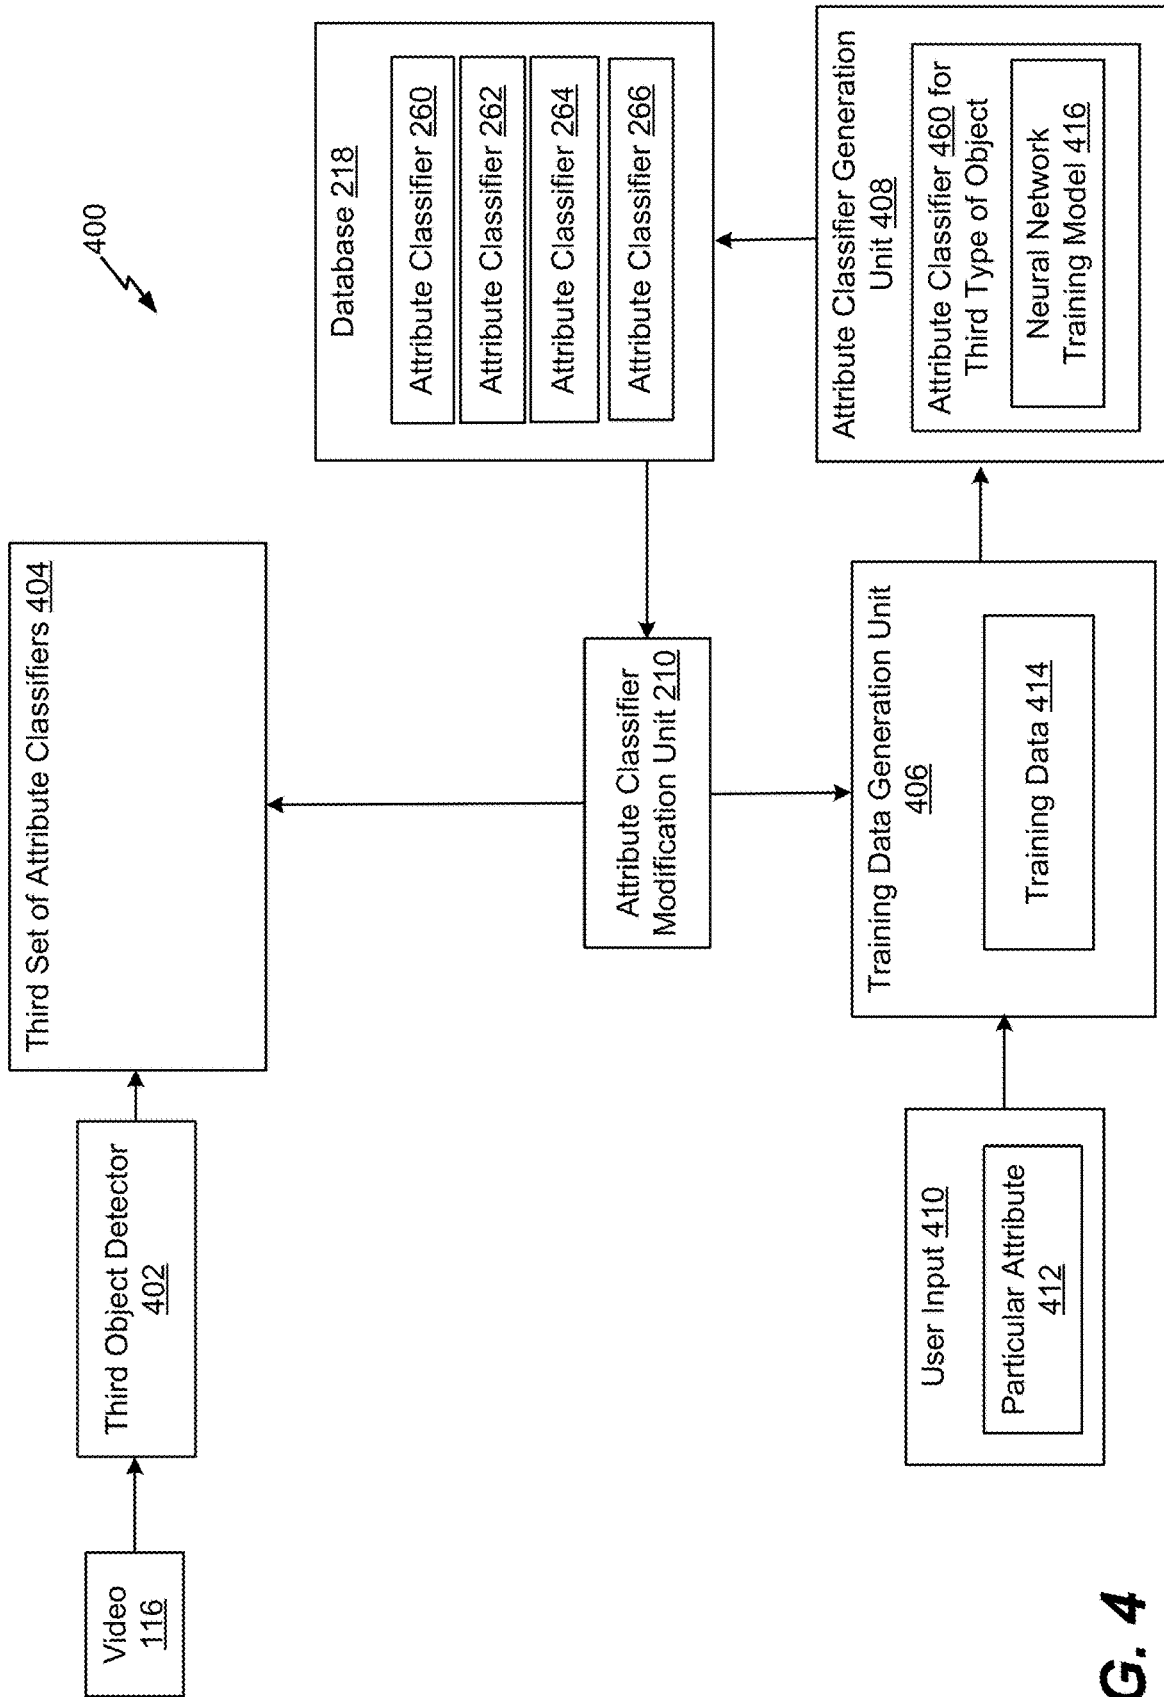 400
Video
116
Third Object Detector
402
Third Set of Attribute Classifiers 404
Attribute Classifier
Modification Unit 210
Database 218
Attribute Classifier 260
Attribute Classifier 262
Attribute Classifier 264
Attribute Classifier 266
User Input 410
Particular Attribute
412
Training Data Generation Unit
406
Training Data 414
Attribute Classifier Generation
Unit 408
Attribute Classifier 460 for
Third Type of Object
Neural Network
Training Model 416
G. 4